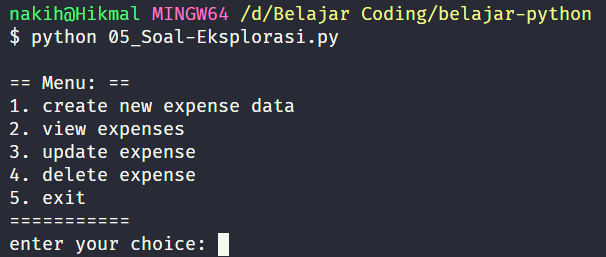 nakih@Hikmal MINGW64 /d/Belajar Coding/belajar-python
$ python 05_Soal-Eksplorasi.py
== Menu: ==
1. create new expense data
2. view expenses
3. update expense
4. delete expense
5. exit
===========
enter your choice: